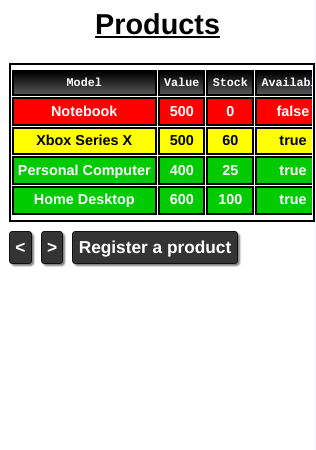 Products
Model Value Stock Availab
Notebook 500 0 false
Xbox Series X 500 60 true
Personal Computer 400 25 true
Home Desktop 600 100 true
< > Register a product